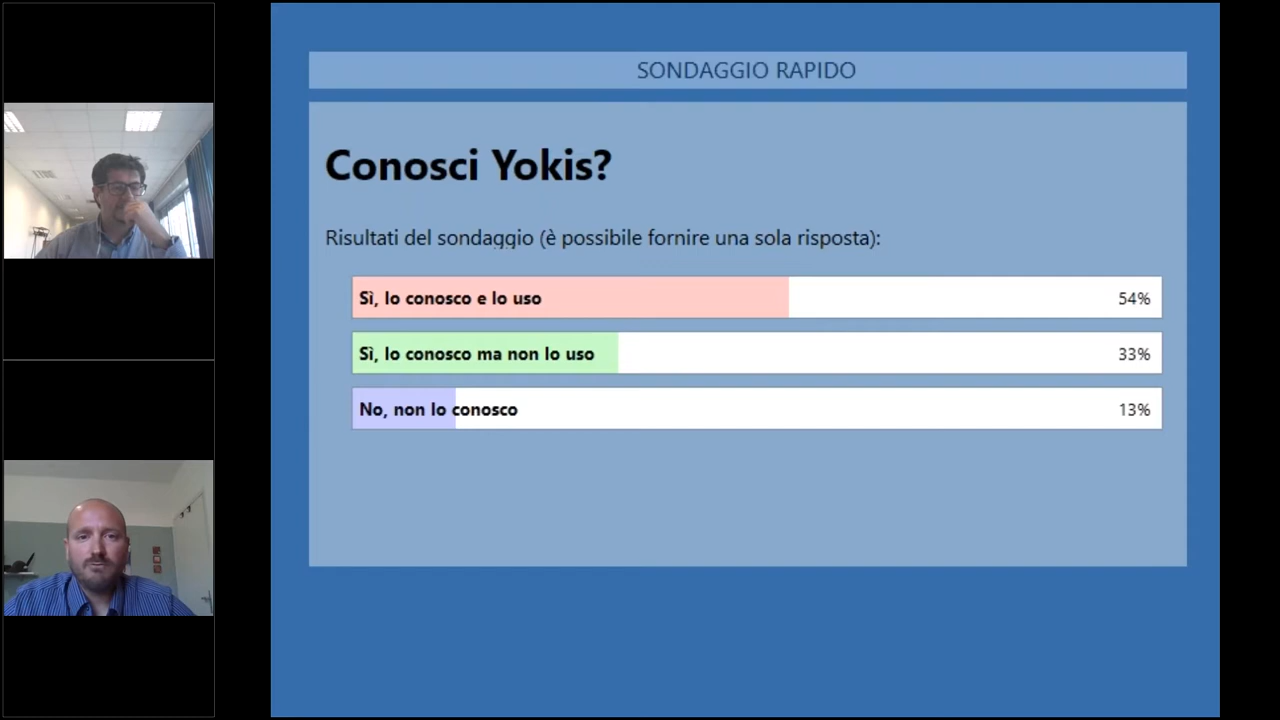 SONDAGGIO RAPIDO
Conosci Yokis?
Risultati del sondaggio (è possibile fornire una sola risposta):
Sì, lo conosco e lo uso 54%
Sì, lo conosco ma non lo uso 33%
No, non lo conosco 13%